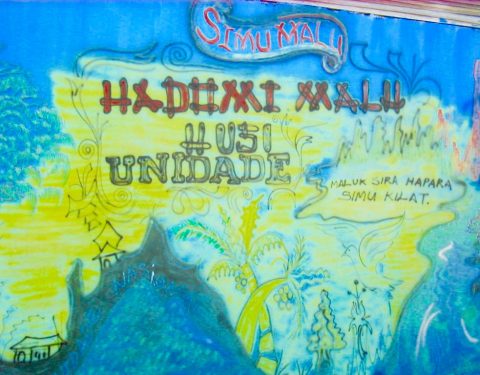 SIMU MALU
HADOMI MALU
HUSI
UNIDADE
MALUK SIRA HAPARA
SIMU KILAT.